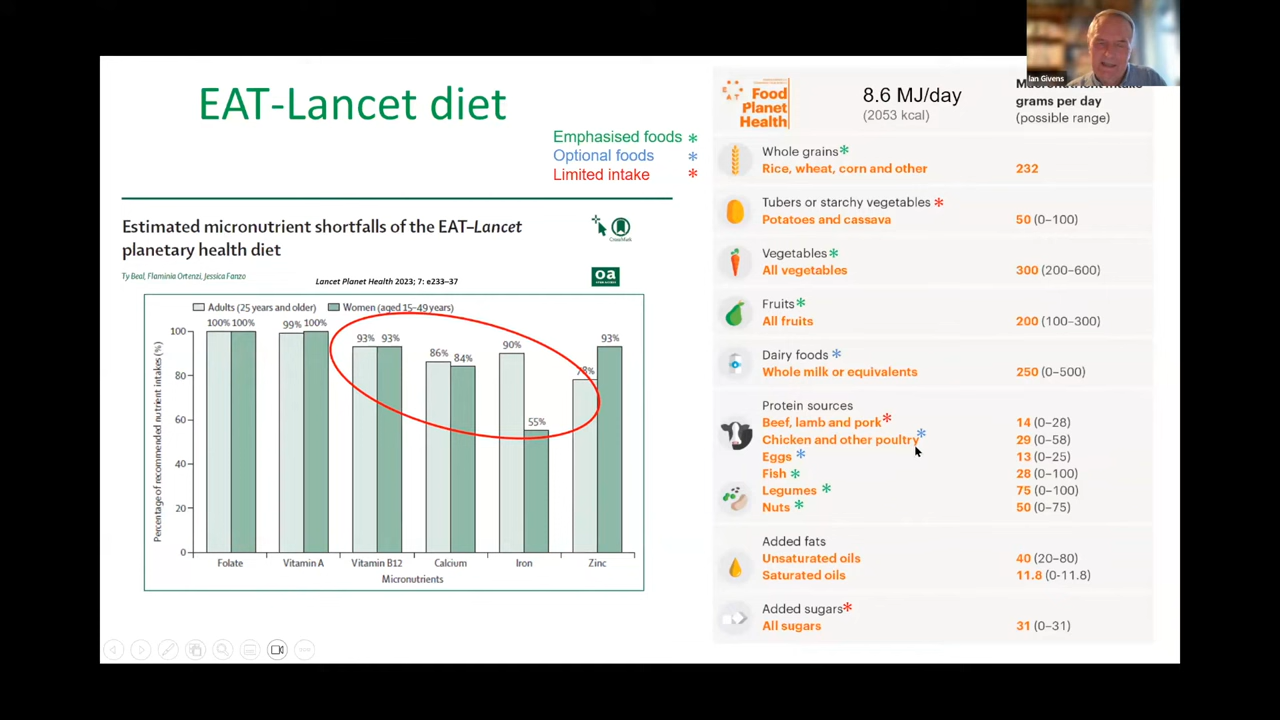 EAT-Lancet diet
Emphasised foods *
Optional foods *
Limited intake *
Estimated micronutrient shortfalls of the EAT–Lancet
planetary health diet
CrossMark
Ty Beal, Flaminia Ortenzi, Jessica Fanzo
Lancet Planet Health 2023; 7: e233–37
oa
OPEN ACCESS
Adults (25 years and older)
Women (aged 15–49 years)
Percentage of recommended nutrient intakes (%)
100
80
60
40
20
0
100% 100%
99% 100%
93% 93%
86% 84%
90%
55%
78%
93%
Folate
Vitamin A
Vitamin B12
Calcium
Iron
Zinc
Micronutrients
Ian Givens
EAT
Food
Planet
Health
8.6 MJ/day
(2053 kcal)
grams per day
(possible range)
Whole grains*
Rice, wheat, corn and other 232
Tubers or starchy vegetables *
Potatoes and cassava 50 (0–100)
Vegetables*
All vegetables 300 (200–600)
Fruits*
All fruits 200 (100–300)
Dairy foods *
Whole milk or equivalents 250 (0–500)
Protein sources
Beef, lamb and pork* 14 (0–28)
Chicken and other poultry* 29 (0–58)
Eggs * 13 (0–25)
Fish * 28 (0–100)
Legumes * 75 (0–100)
Nuts * 50 (0–75)
Added fats
Unsaturated oils 40 (20–80)
Saturated oils 11.8 (0-11.8)
Added sugars*
All sugars 31 (0–31)